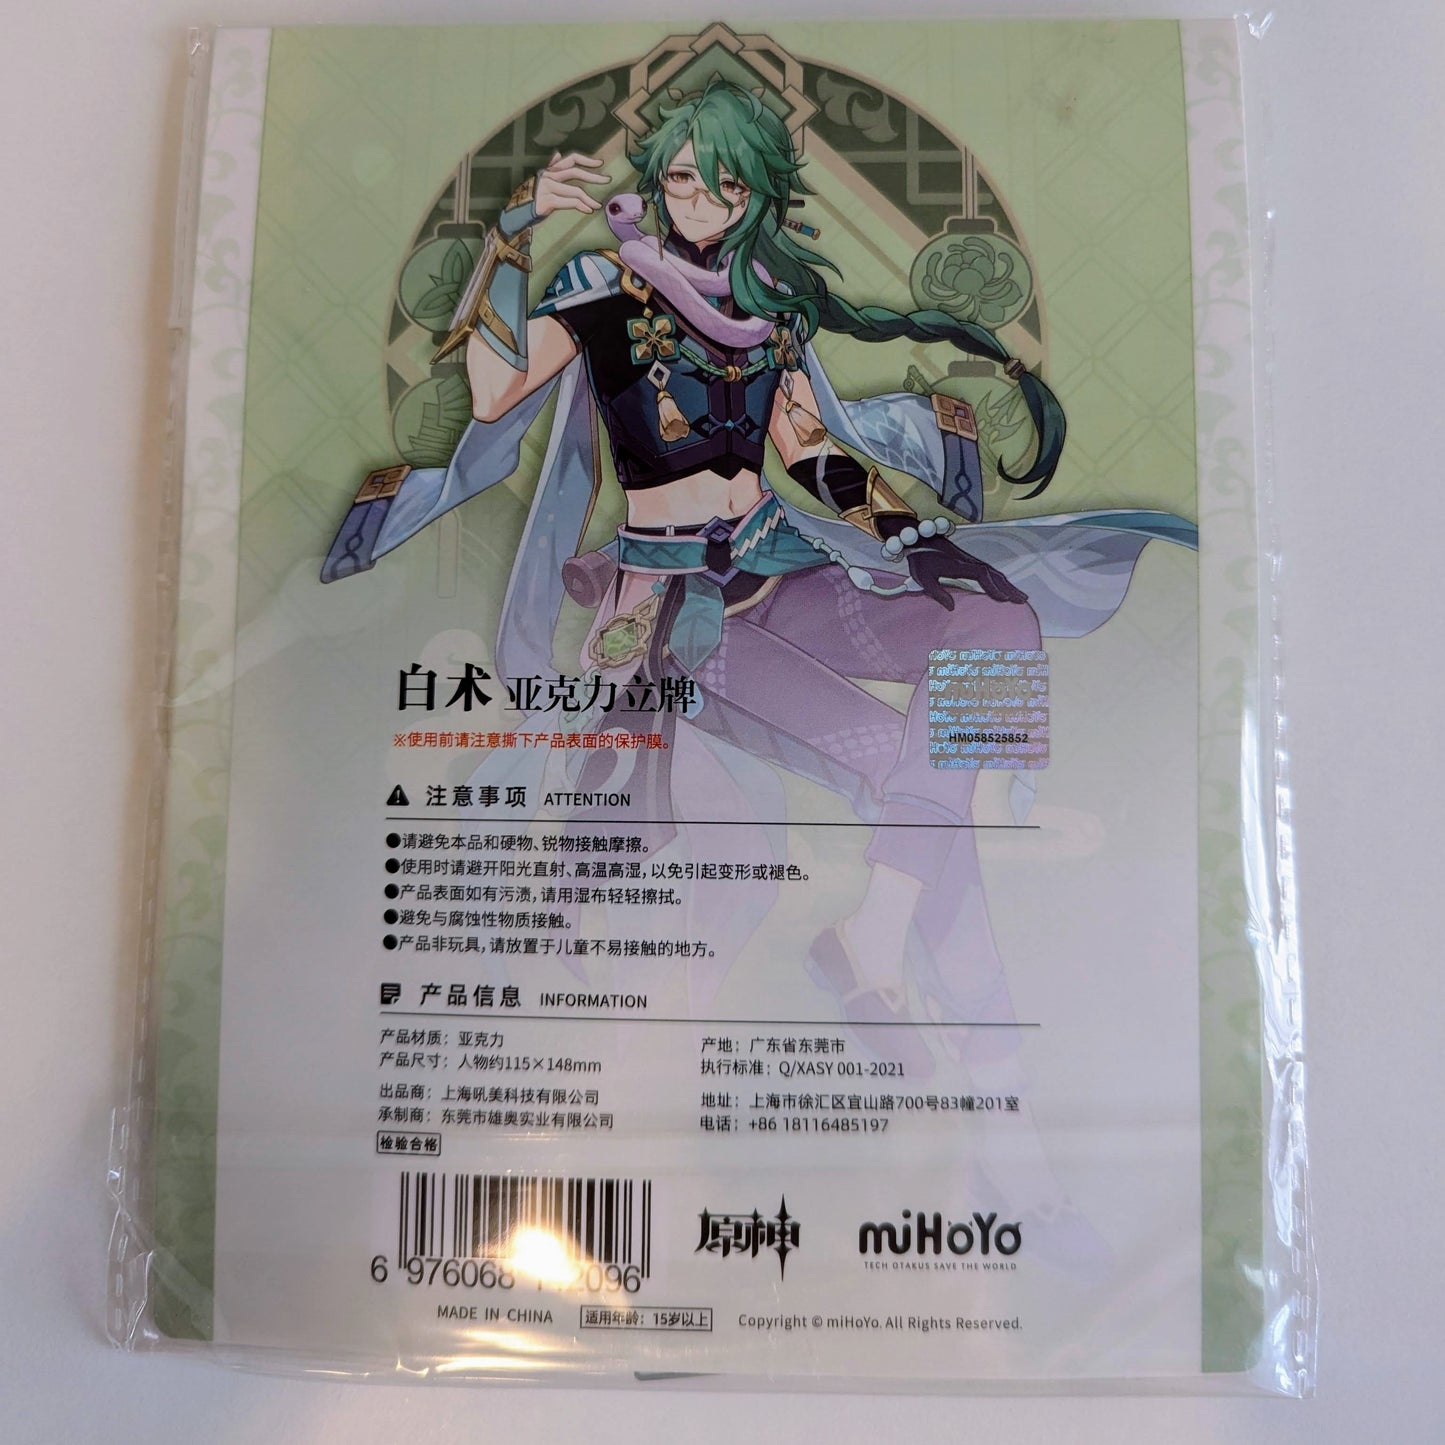 白术 亚克力立牌
※使用前请注意撕下产品表面的保护膜。
HM058525852
注意事项 ATTENTION
●请避免本品和硬物、锐物接触摩擦。
●使用时请避开阳光直射、高温高湿，以免引起变形或褪色。
●产品表面如有污渍，请用湿布轻轻擦拭。
●避免与腐蚀性物质接触。
●产品非玩具，请放置于儿童不易接触的地方。
产品信息 INFORMATION
产品材质：亚克力
产品尺寸：人物约115×148mm
出品商：上海吼美科技有限公司
承制商：东莞市雄奥实业有限公司
检验合格
产地：广东省东莞市
执行标准：Q/XASY 001-2021
地址：上海市徐汇区宜山路700号83幢201室
电话：+86 18116485197
6 976068 2096
原神
miHoYo
TECH OTAKUS SAVE THE WORLD
MADE IN CHINA 适用年龄：15岁以上 Copyright © miHoYo. All Rights Reserved.